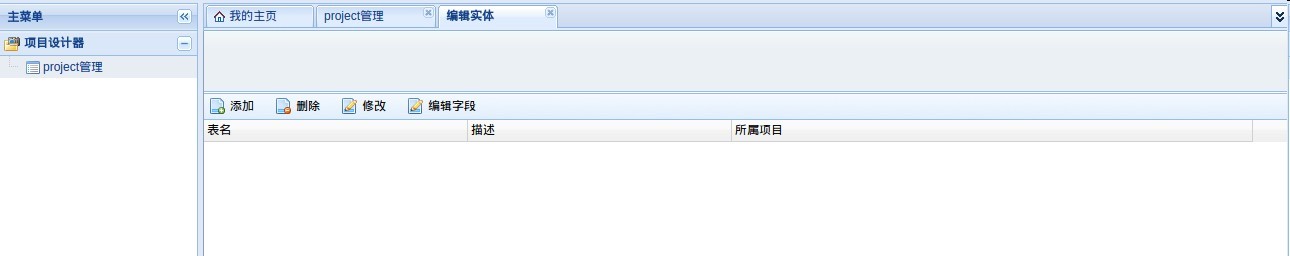 主菜单
项目设计器
project管理
我的主页 project管理 编辑实体
添加 删除 修改 编辑字段
表名 描述 所属项目